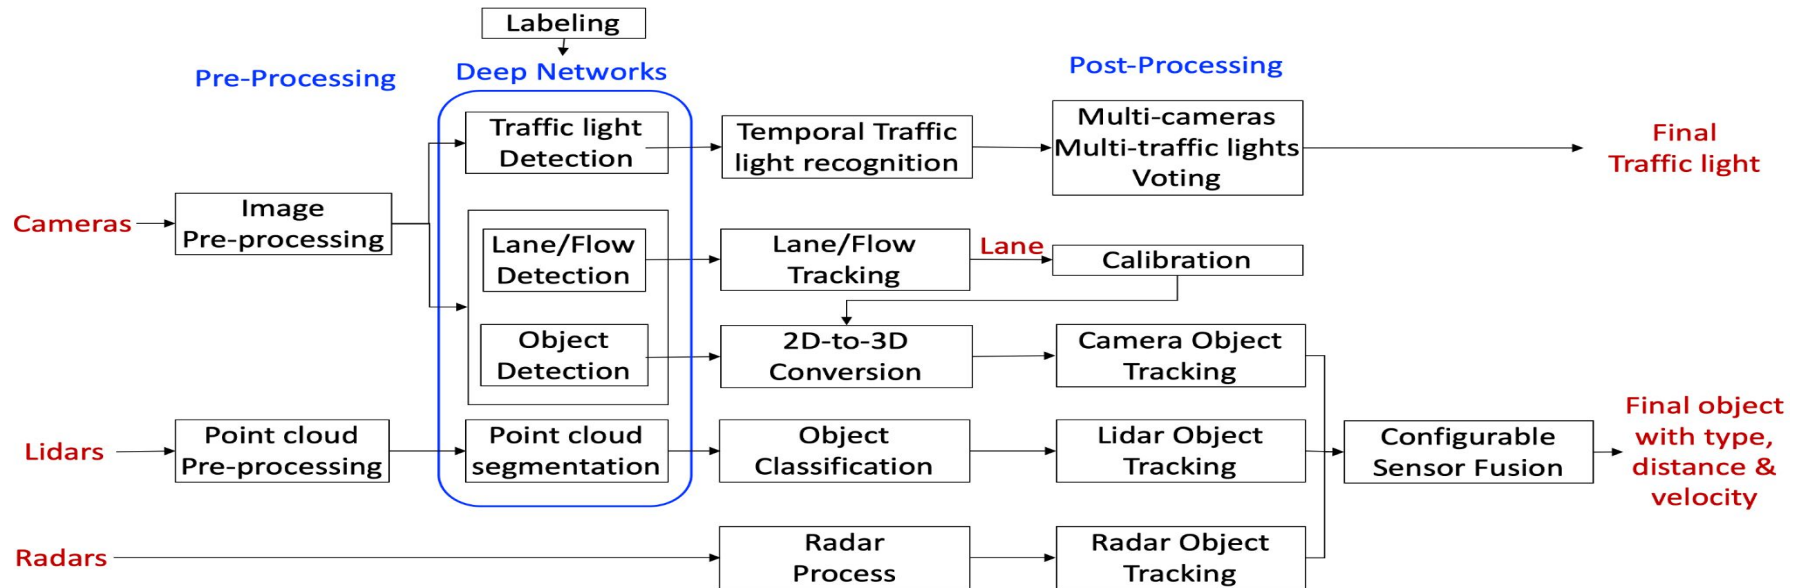 Labeling
Pre-Processing
Deep Networks
Post-Processing
Traffic light
Detection
Temporal Traffic
light recognition
Multi-cameras
Multi-traffic lights
Voting
Final
Traffic light
Cameras
Image
Pre-processing
Lane/Flow
Detection
Lane/Flow
Tracking
Lane
Calibration
Object
Detection
2D-to-3D
Conversion
Camera Object
Tracking
Lidars
Point cloud
Pre-processing
Point cloud
segmentation
Object
Classification
Lidar Object
Tracking
Configurable
Sensor Fusion
Final object
with type,
distance &
velocity
Radars
Radar
Process
Radar Object
Tracking